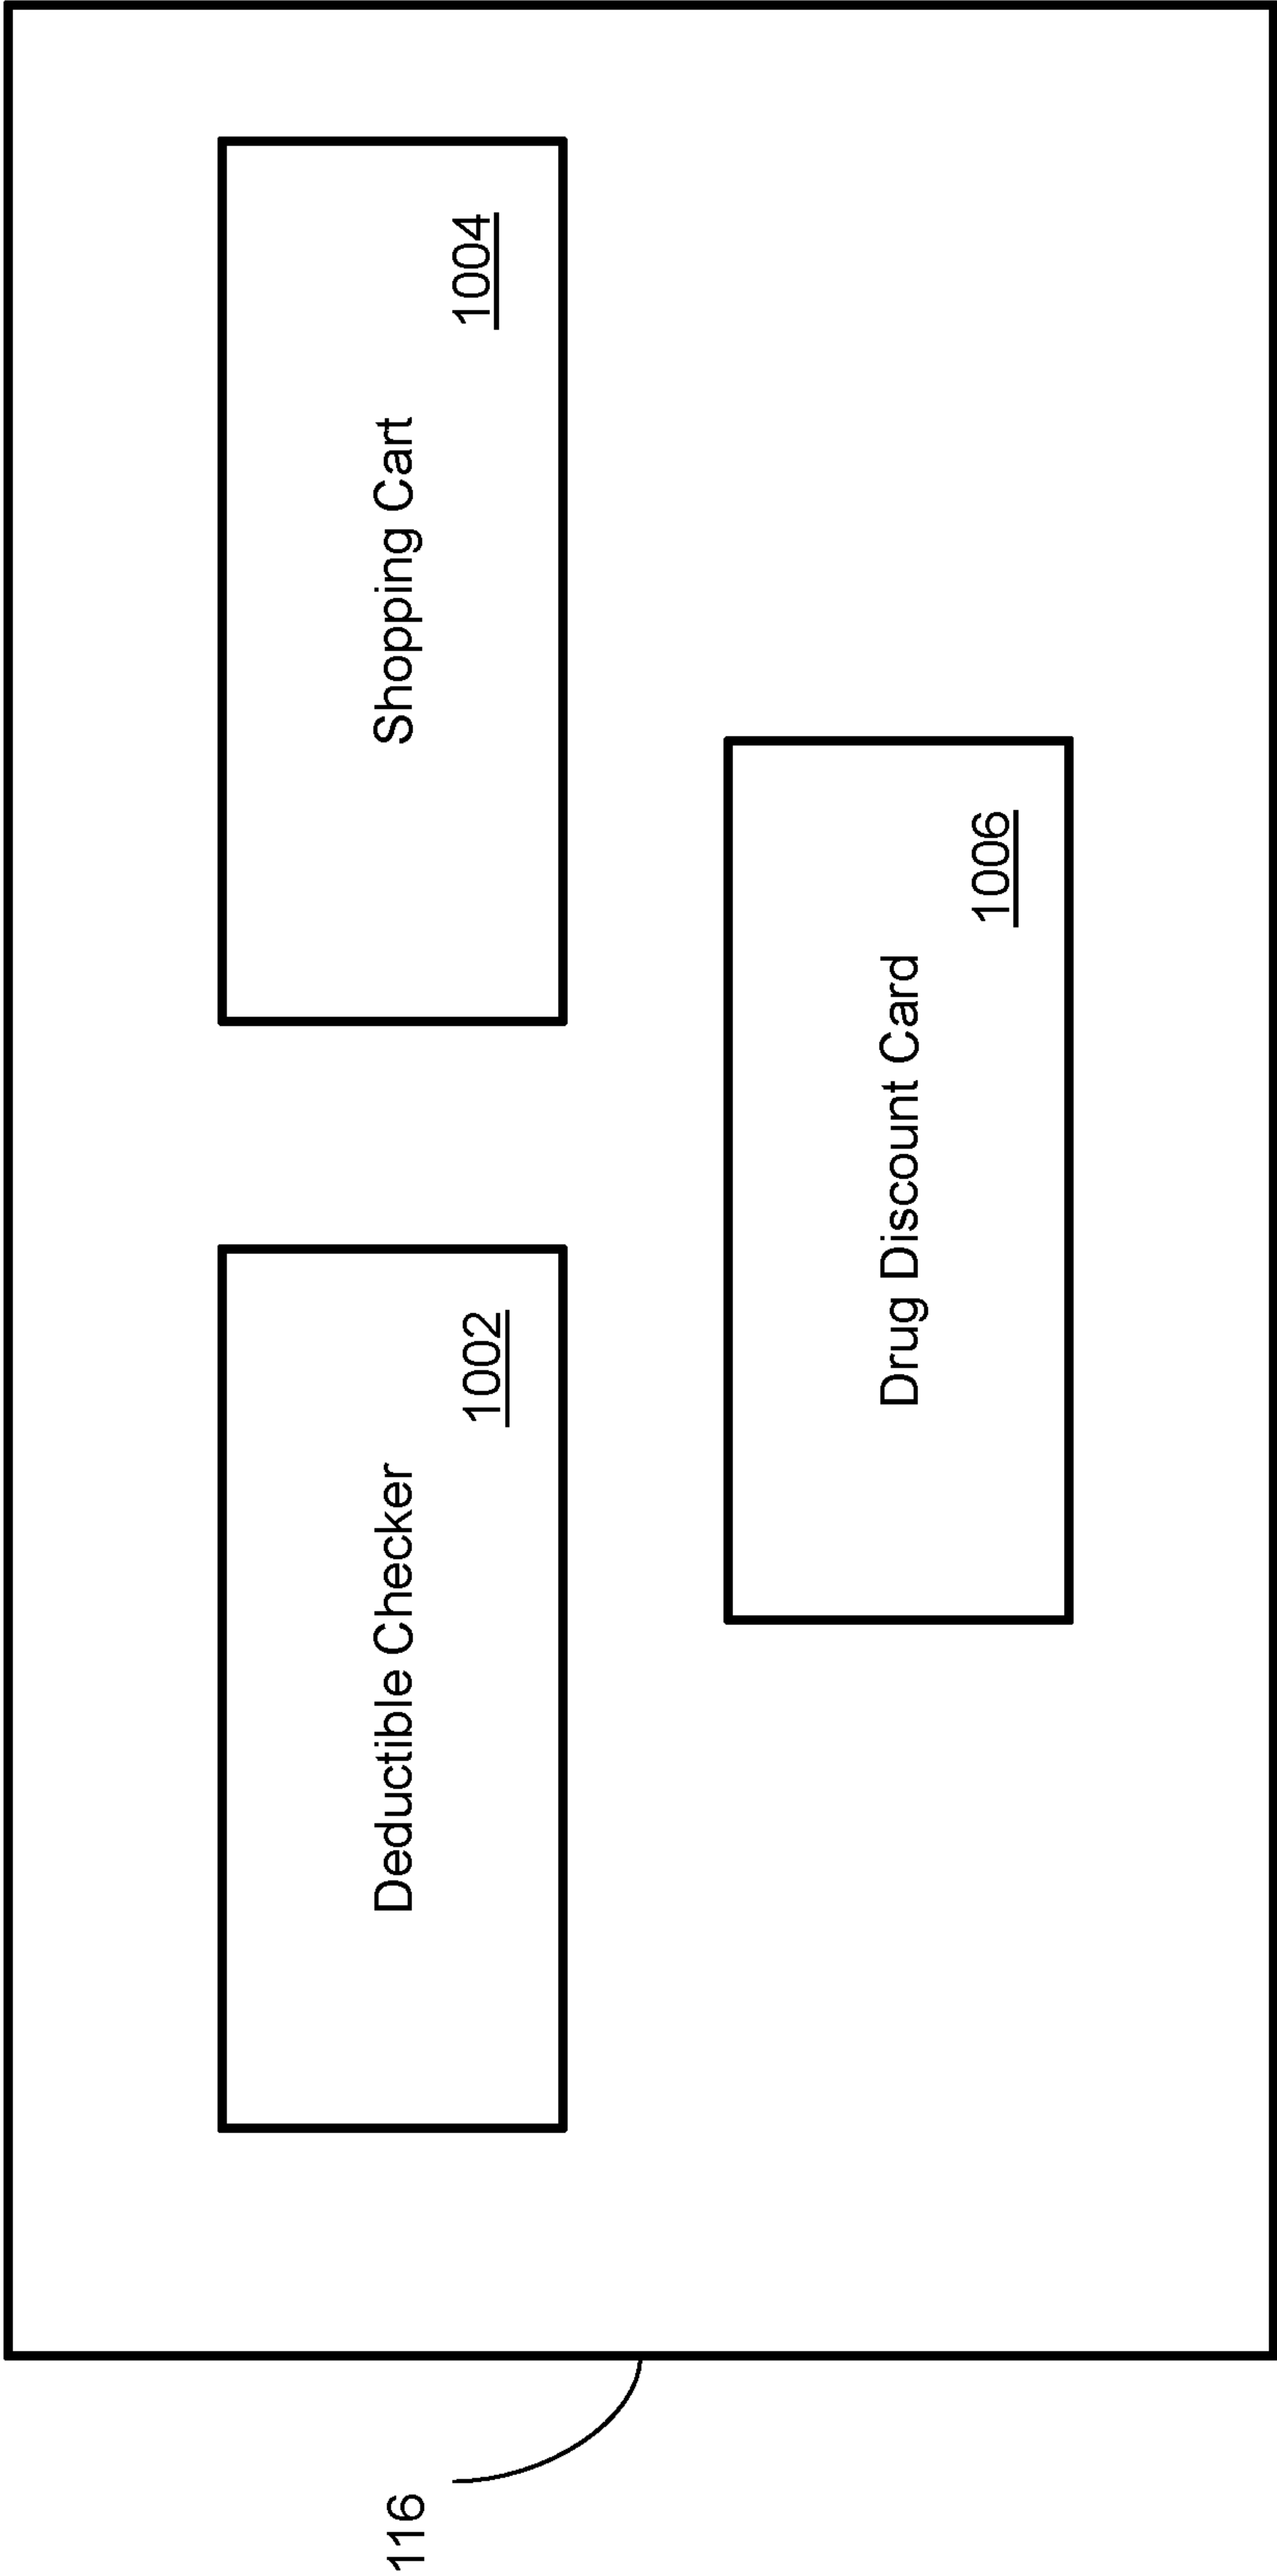 116
Deductible Checker
1002
Shopping Cart
1004
Drug Discount Card
1006